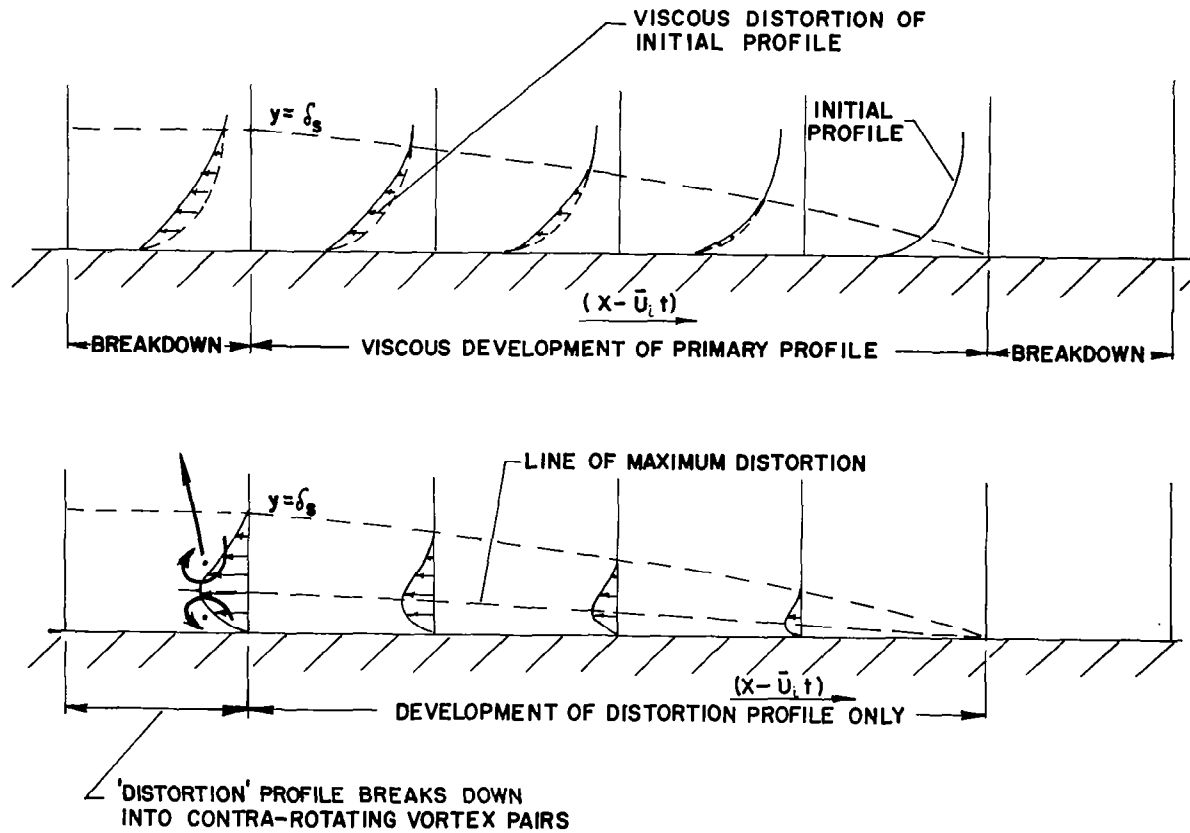 VISCOUS DISTORTION OF
INITIAL PROFILE
y = δs
INITIAL
PROFILE
(X - Ūi t)
BREAKDOWN
VISCOUS DEVELOPMENT OF PRIMARY PROFILE
BREAKDOWN
LINE OF MAXIMUM DISTORTION
y = δs
(X - Ūi t)
DEVELOPMENT OF DISTORTION PROFILE ONLY
'DISTORTION' PROFILE BREAKS DOWN
INTO CONTRA-ROTATING VORTEX PAIRS